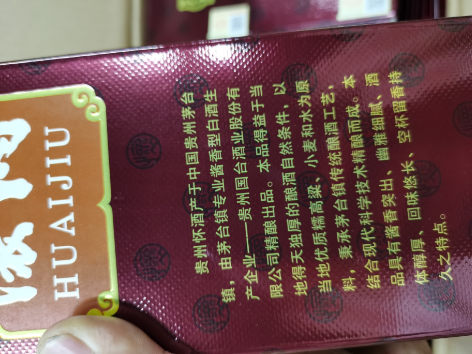 贵州怀酒产于中国贵州茅台
镇，由茅台镇专业酱香型白酒生
产企业——贵州国台酒业股份有
限公司精酿出品。本品得益于当
地得天独厚的酿酒自然条件，以
当地优质糯高粱、小麦和水为原
料，秉承茅台镇传统酿酒工艺，
结合现代科学技术精酿而成。本
品具有酱香突出、幽雅细腻、酒
体醇厚、回味悠长、空杯留香持
久之特点。
HUAIJIU